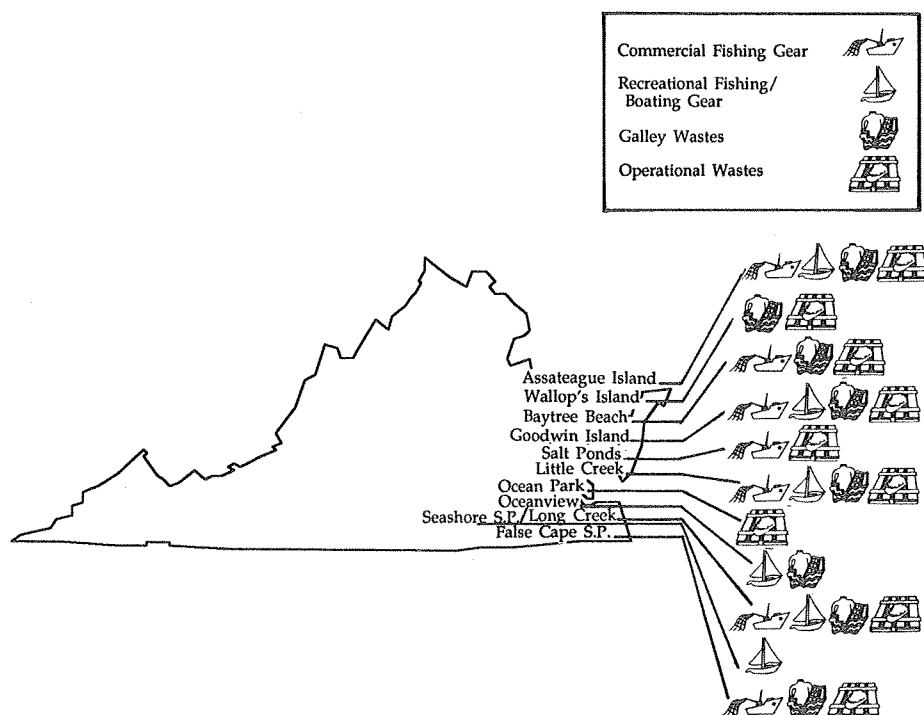 Commercial Fishing Gear
Recreational Fishing/
Boating Gear
Galley Wastes
Operational Wastes
Assateague Island
Wallop's Island
Baytree Beach
Goodwin Island
Salt Ponds
Little Creek
Ocean Park
Oceanview
Seashore S.P./Long Creek
False Cape S.P.